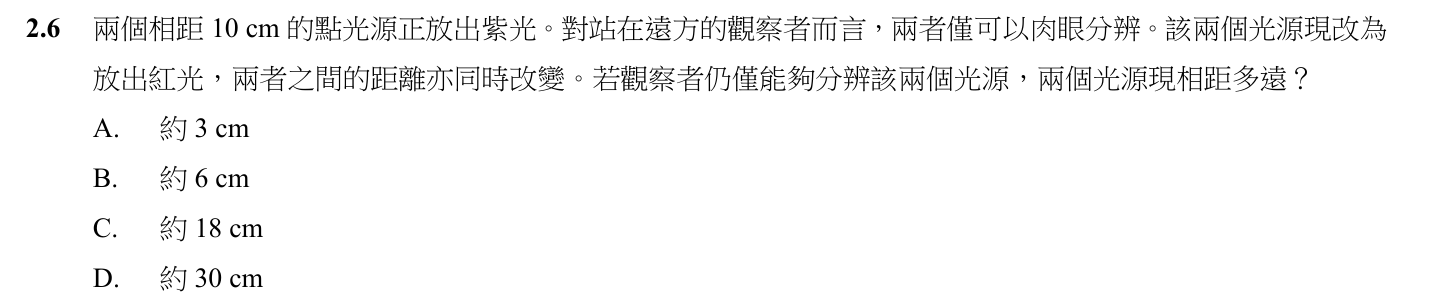 2.6 兩個相距 10 cm 的點光源正放出紫光。對站在遠方的觀察者而言，兩者僅可以肉眼分辨。該兩個光源現改為
放出紅光，兩者之間的距離亦同時改變。若觀察者仍僅能夠分辨該兩個光源，兩個光源現相距多遠？
A. 約 3 cm
B. 約 6 cm
C. 約 18 cm
D. 約 30 cm